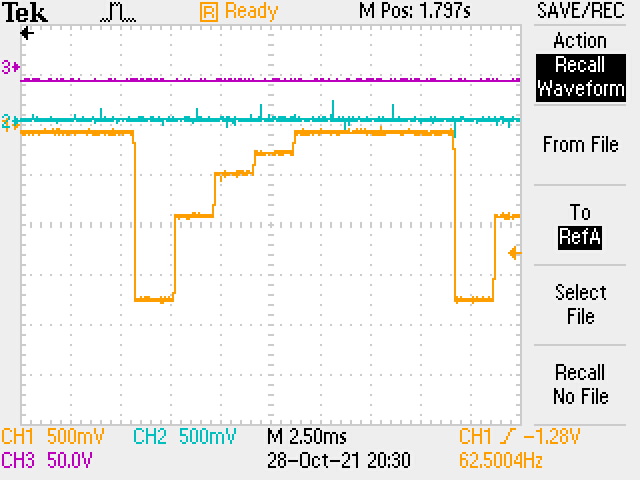 Tek
R Ready
M Pos: 1.797s
SAVE/REC
Action
Recall
Waveform
From File
To
RefA
Select
File
Recall
No File
3
2
CH1 500mV
CH2 500mV
M 2.50ms
CH1 -1.28V
CH3 50.0V
28-Oct-21 20:30
62.5004Hz